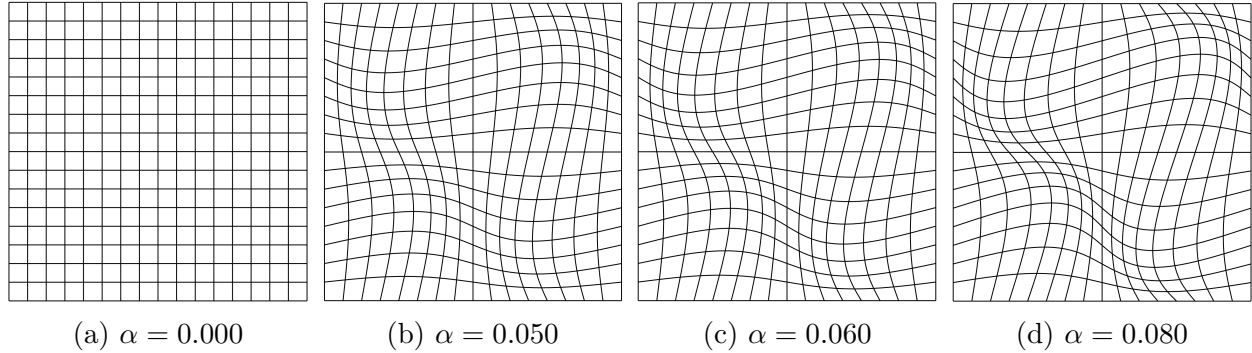 (a) α = 0.000
(b) α = 0.050
(c) α = 0.060
(d) α = 0.080